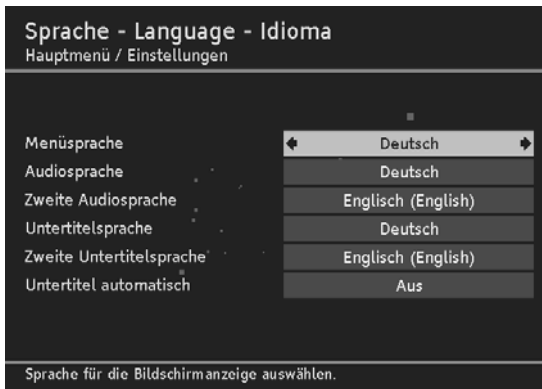 Sprache - Language - Idioma
Hauptmenü / Einstellungen
Menüsprache Deutsch
Audiosprache Deutsch
Zweite Audiosprache Englisch (English)
Untertitelsprache Deutsch
Zweite Untertitelsprache Englisch (English)
Untertitel automatisch Aus
Sprache für die Bildschirmanzeige auswählen.